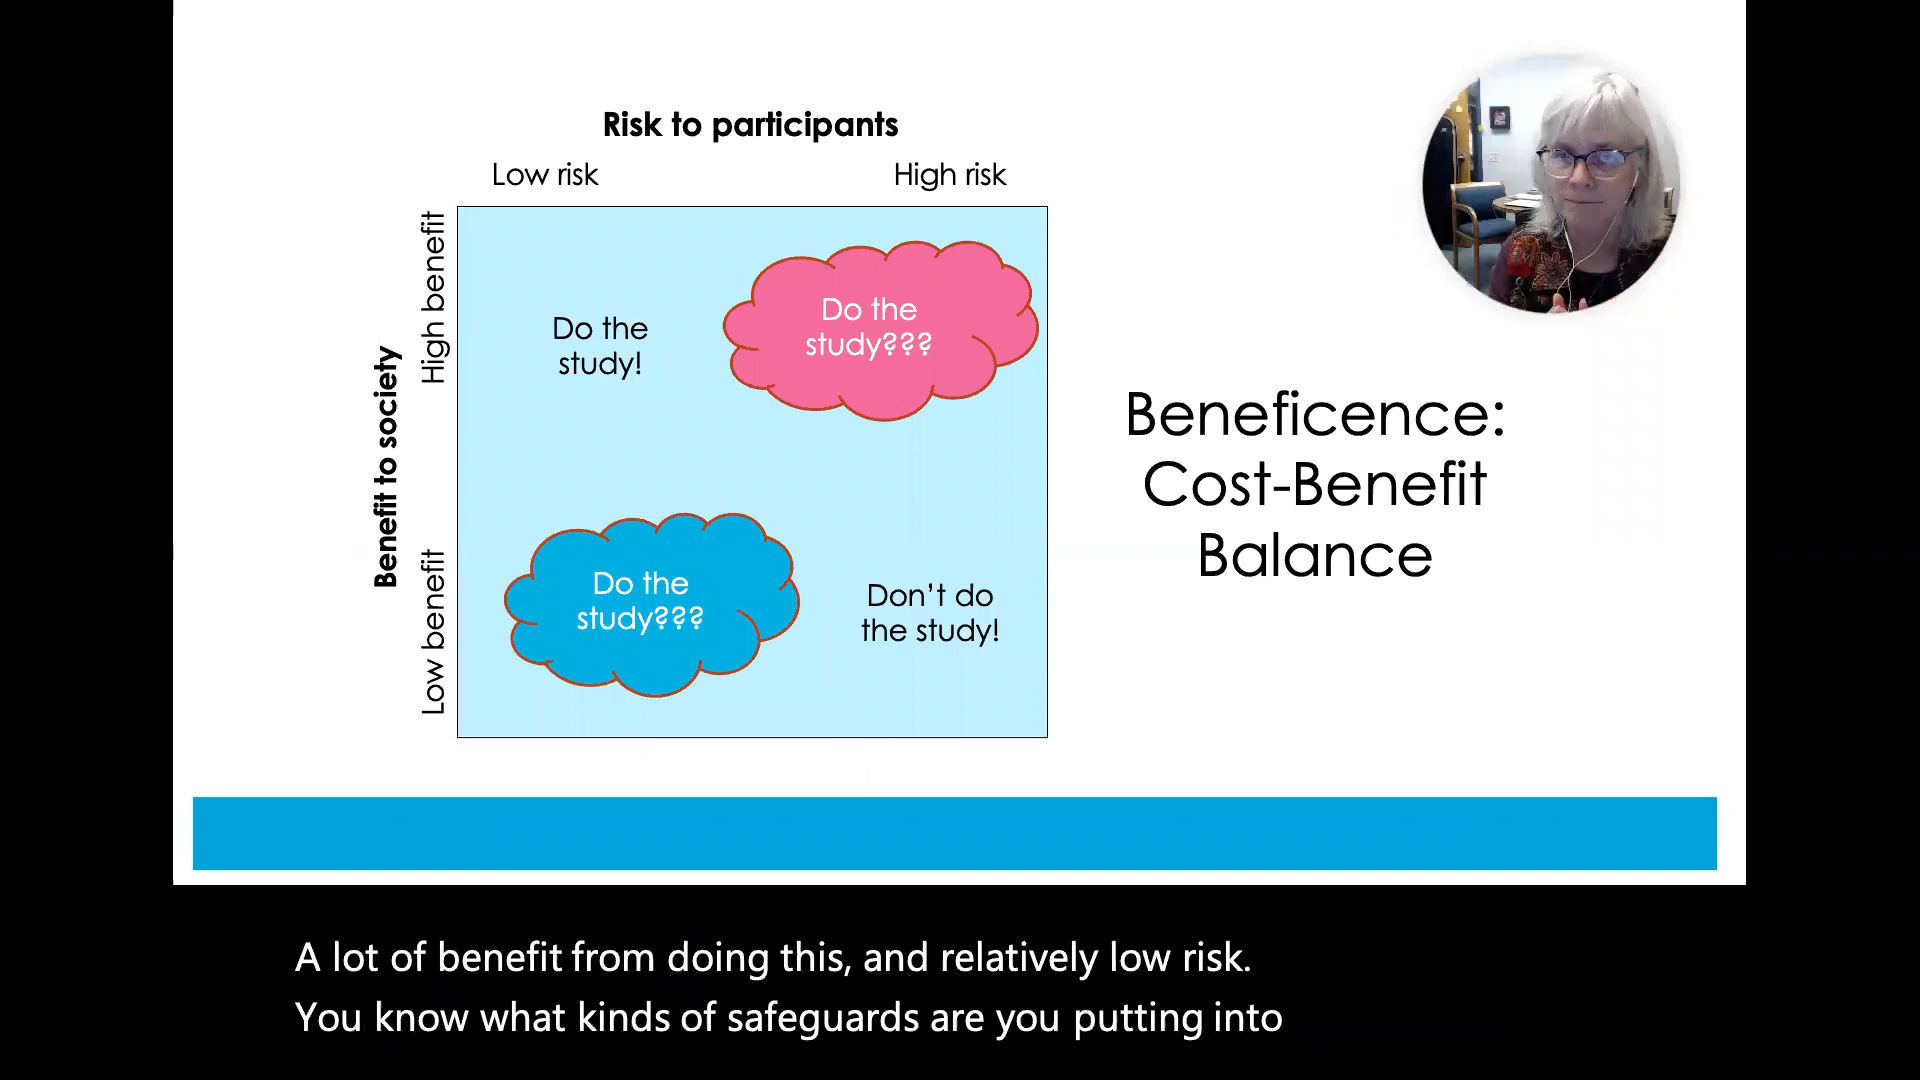 Risk to participants
Low risk
High risk
Benefit to society
High benefit
Low benefit
Do the
study!
Do the
study???
Do the
study???
Don't do
the study!
Beneficence:
Cost-Benefit
Balance
A lot of benefit from doing this, and relatively low risk.
You know what kinds of safeguards are you putting into